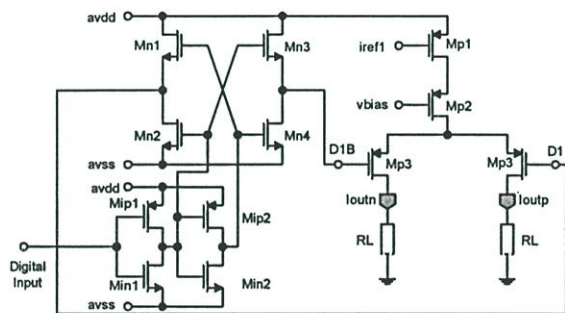 avdd
Mn1
Mn3
Mp1
iref1
vbias
Mp2
Mn2
Mn4
D1B
D1
avss
Mp3
Mp3
avdd
Mip1
Mip2
Ioutn
Ioutp
RL
RL
Digital
Input
Min1
Min2
avss